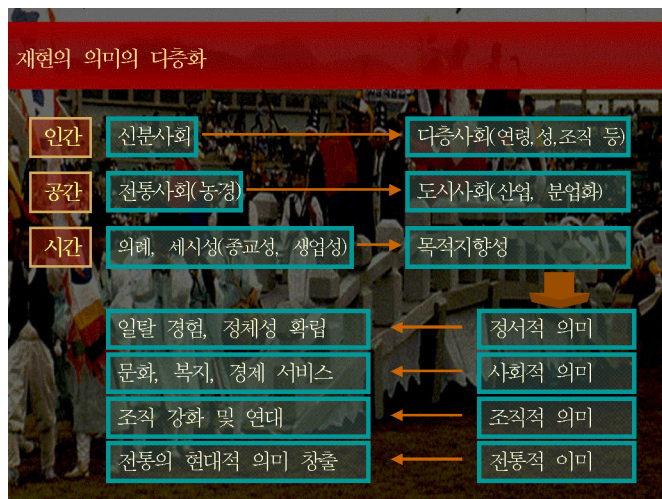 재현의 의미의 다층화
인간 신분사회 다층사회(연령,성,조직 등)
공간 전통사회(농경) 도시사회(산업, 분업화)
시간 의례, 세시성(종교성, 생업성) 목적지향성
일탈 경험, 정체성 확립 정서적 의미
문화, 복지, 경제 서비스 사회적 의미
조직 강화 및 연대 조직적 의미
전통의 현대적 의미 창출 전통적 이미